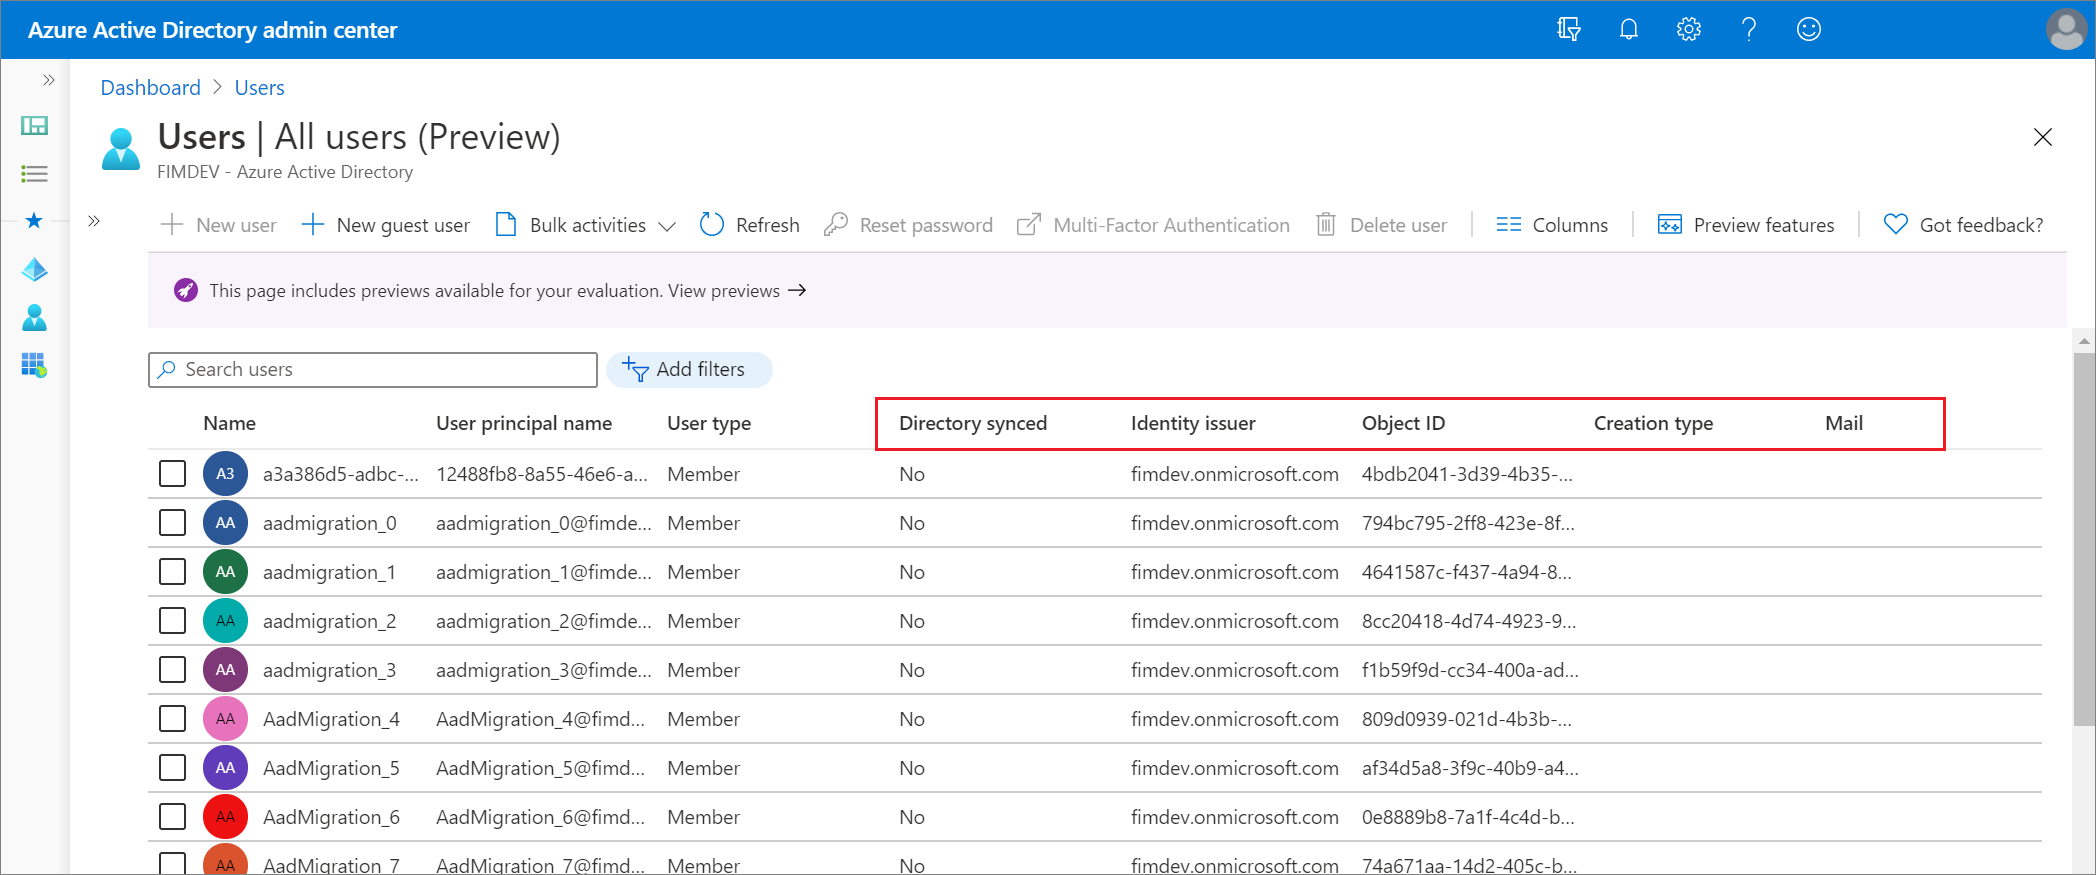 Azure Active Directory admin center
Dashboard > Users
Users | All users (Preview)
FIMDEV - Azure Active Directory
New user New guest user Bulk activities Refresh Reset password Multi-Factor Authentication Delete user Columns Preview features Got feedback?
This page includes previews available for your evaluation. View previews →
Search users Add filters
Name User principal name User type Directory synced Identity issuer Object ID Creation type Mail
A3 a3a386d5-adbc-... 12488fb8-8a55-46e6-a... Member No fimdev.onmicrosoft.com 4bdb2041-3d39-4b35-...
AA aadmigration_0 aadmigration_0@fimde... Member No fimdev.onmicrosoft.com 794bc795-2ff8-423e-8f...
AA aadmigration_1 aadmigration_1@fimde... Member No fimdev.onmicrosoft.com 4641587c-f437-4a94-8...
AA aadmigration_2 aadmigration_2@fimde... Member No fimdev.onmicrosoft.com 8cc20418-4d74-4923-9...
AA aadmigration_3 aadmigration_3@fimde... Member No fimdev.onmicrosoft.com f1b59f9d-cc34-400a-ad...
AA AadMigration_4 AadMigration_4@fimd... Member No fimdev.onmicrosoft.com 809d0939-021d-4b3b-...
AA AadMigration_5 AadMigration_5@fimd... Member No fimdev.onmicrosoft.com af34d5a8-3f9c-40b9-a4...
AA AadMigration_6 AadMigration_6@fimd... Member No fimdev.onmicrosoft.com 0e8889b8-7a1f-4c4d-b...
AA AadMigration_7 AadMigration_7@fimd... Member No fimdev.onmicrosoft.com 74a671aa-14d2-405c-b...